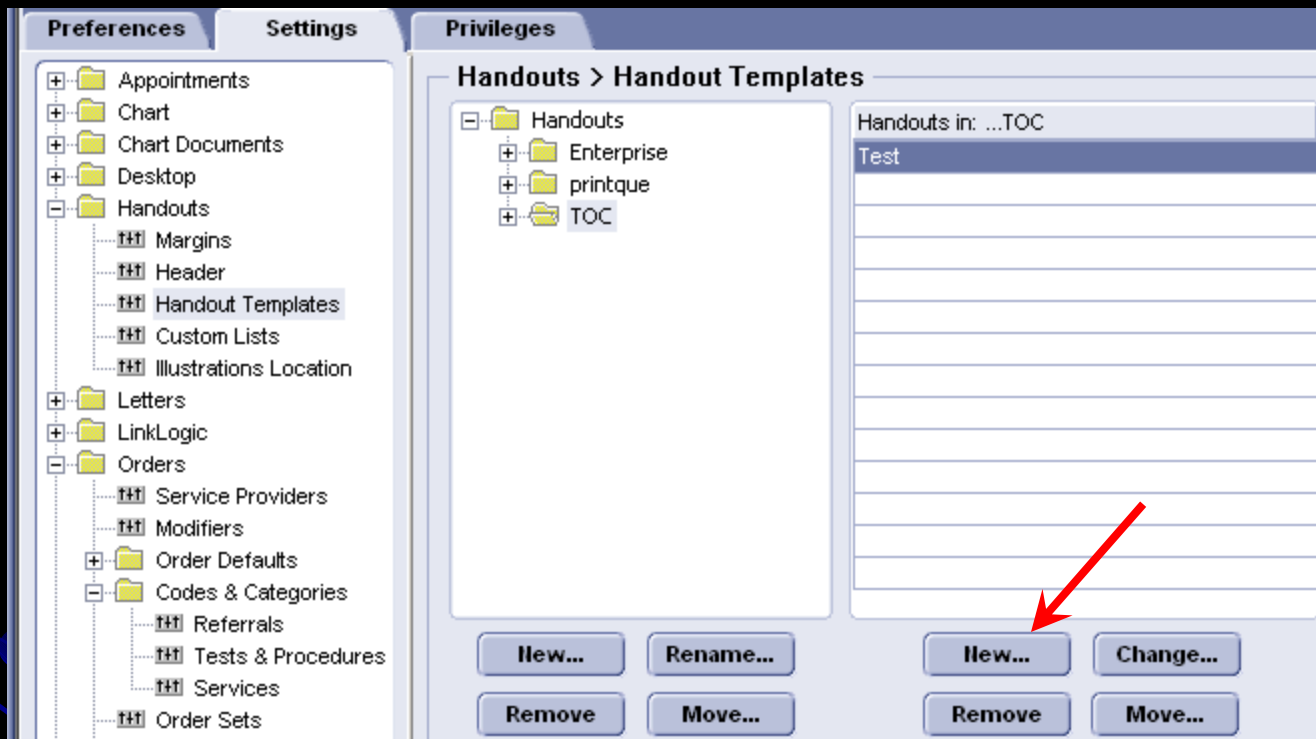 Preferences
Settings
Privileges
Appointments
Chart
Chart Documents
Desktop
Handouts
Margins
Header
Handout Templates
Custom Lists
Illustrations Location
Letters
LinkLogic
Orders
Service Providers
Modifiers
Order Defaults
Codes & Categories
Referrals
Tests & Procedures
Services
Order Sets
Handouts > Handout Templates
Handouts
Enterprise
printque
TOC
Handouts in: ...TOC
Test
New... Rename...
Remove Move...
New... Change...
Remove Move...